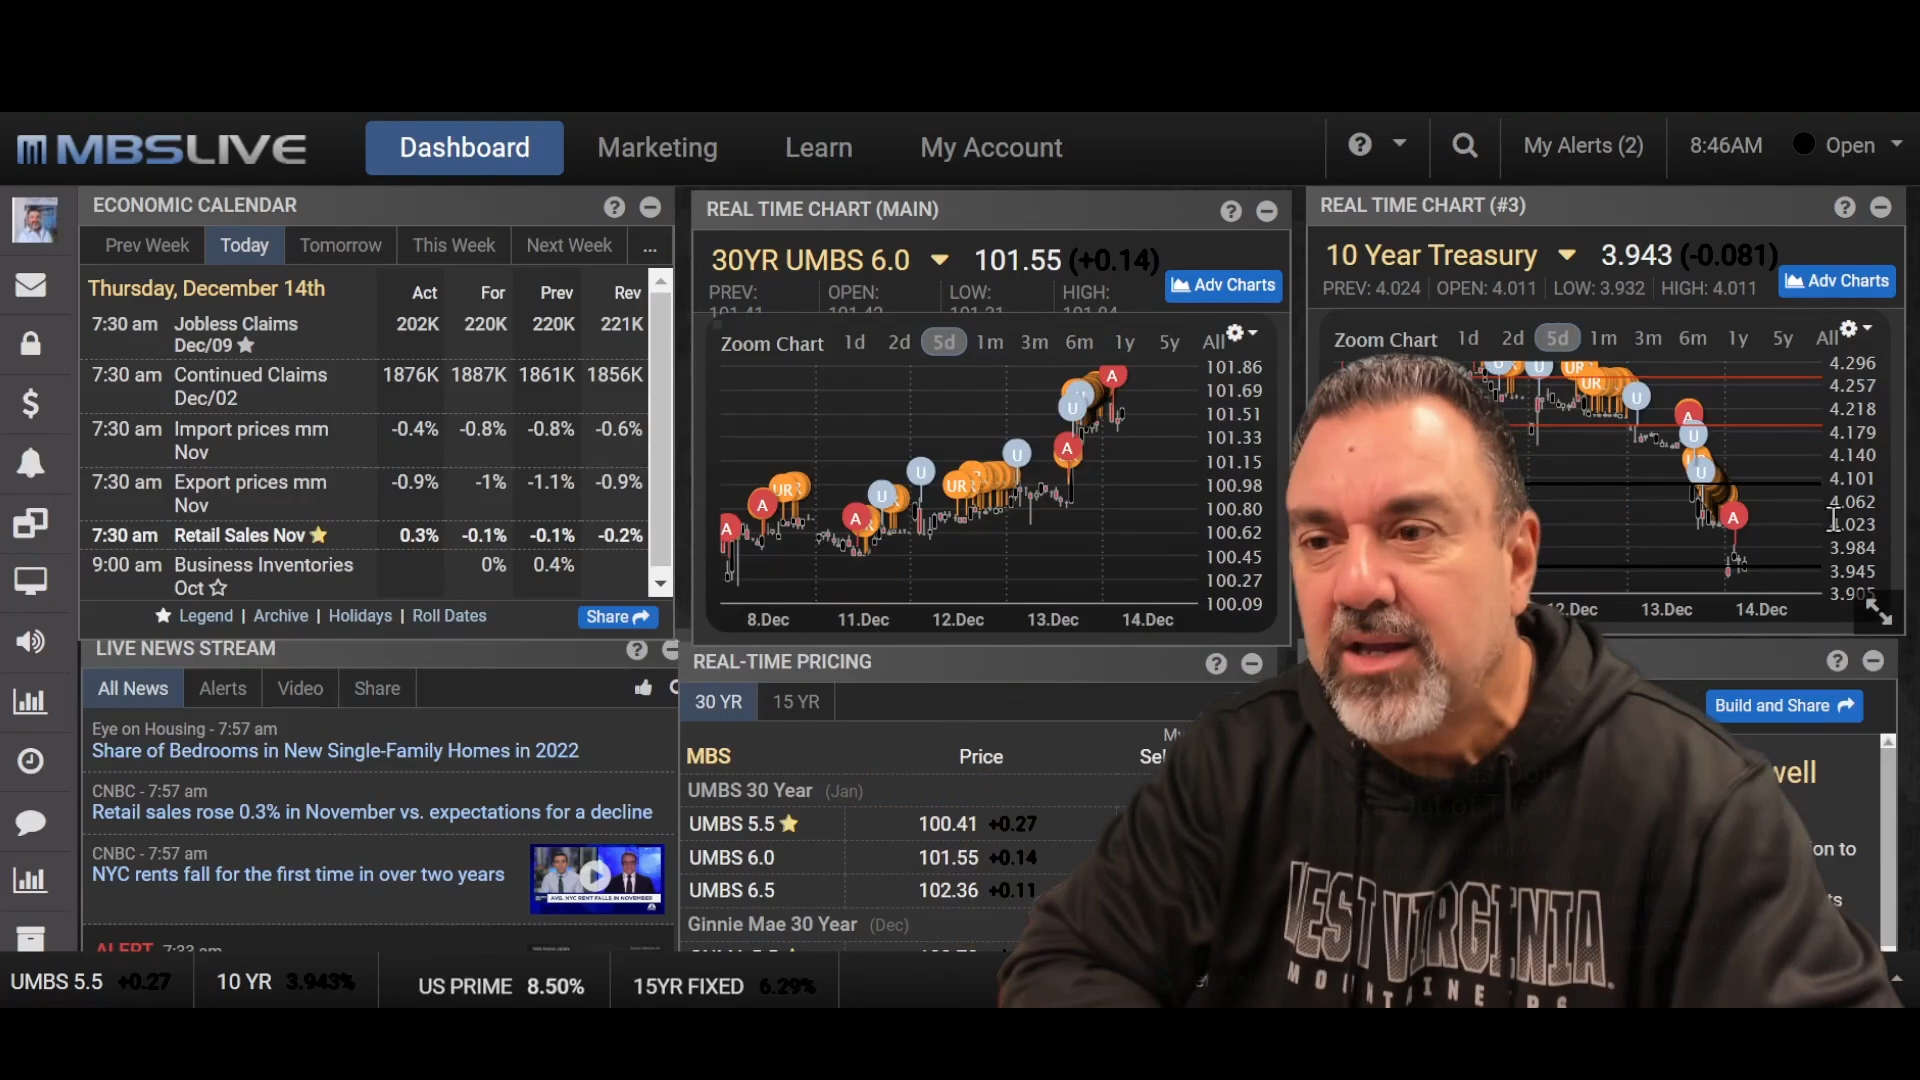 MBSLIVE
Dashboard
Marketing
Learn
My Account
My Alerts (2)
8:46AM
Open
ECONOMIC CALENDAR
Prev Week
Today
Tomorrow
This Week
Next Week
...
Thursday, December 14th
Act For Prev Rev
7:30 am Jobless Claims Dec/09 202K 220K 220K 221K
7:30 am Continued Claims Dec/02 1876K 1887K 1861K 1856K
7:30 am Import prices mm Nov -0.4% -0.8% -0.8% -0.6%
7:30 am Export prices mm Nov -0.9% -1% -1.1% -0.9%
7:30 am Retail Sales Nov 0.3% -0.1% -0.1% -0.2%
9:00 am Business Inventories Oct 0% 0.4%
Legend | Archive | Holidays | Roll Dates
Share
REAL TIME CHART (MAIN)
30YR UMBS 6.0
101.55 (+0.14)
PREV: OPEN: LOW: HIGH:
Adv Charts
Zoom Chart 1d 2d 5d 1m 3m 6m 1y 5y All
101.86
101.69
101.51
101.33
101.15
100.98
100.80
100.62
100.45
100.27
100.09
8.Dec 11.Dec 12.Dec 13.Dec 14.Dec
REAL TIME CHART (#3)
10 Year Treasury
3.943 (-0.081)
PREV: 4.024 | OPEN: 4.011 | LOW: 3.932 | HIGH: 4.011
Adv Charts
Zoom Chart 1d 2d 5d 1m 3m 6m 1y 5y All
4.296
4.257
4.218
4.179
4.140
4.101
4.062
4.023
3.984
3.945
3.905
12.Dec 13.Dec 14.Dec
LIVE NEWS STREAM
All News
Alerts
Video
Share
Eye on Housing - 7:57 am
Share of Bedrooms in New Single-Family Homes in 2022
CNBC - 7:57 am
Retail sales rose 0.3% in November vs. expectations for a decline
CNBC - 7:57 am
NYC rents fall for the first time in over two years
AVG. NYC RENT FALLS IN NOVEMBER
ALERT 7:33 am
REAL-TIME PRICING
30 YR
15 YR
MBS Price
UMBS 30 Year (Jan)
UMBS 5.5 100.41 +0.27
UMBS 6.0 101.55 +0.14
UMBS 6.5 102.36 +0.11
Ginnie Mae 30 Year (Dec)
Build and Share
WEST VIRGINIA
MOUNTAINEERS
UMBS 5.5 +0.27
10 YR 3.943%
US PRIME 8.50%
15YR FIXED 6.29%